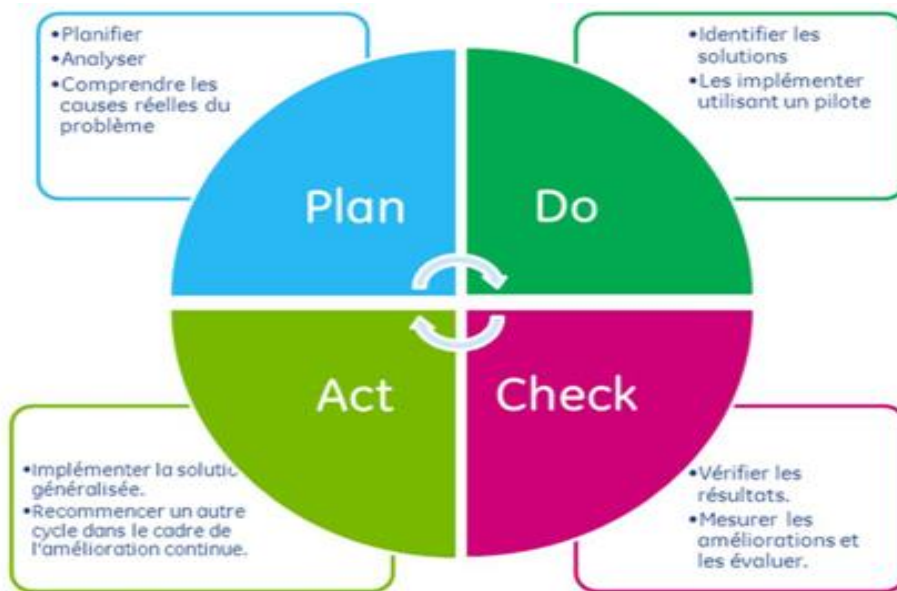 •Planifier
•Analyser
•Comprendre les
causes réelles du
problème
•Identifier les
solutions
•Les implémenter
utilisant un pilote
Plan
Do
Act
Check
•Implémenter la solutio
généralisée.
•Recommencer un autre
cycle dans le cadre de
l'amélioration continue.
•Vérifier les
résultats.
•Mesurer les
améliorations et
les évaluer.